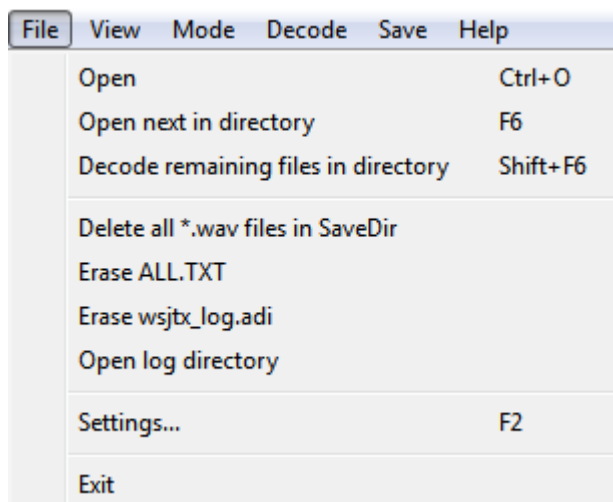 File View Mode Decode Save Help
Open Ctrl+O
Open next in directory F6
Decode remaining files in directory Shift+F6
Delete all *.wav files in SaveDir
Erase ALL.TXT
Erase wsjtx_log.adi
Open log directory
Settings... F2
Exit